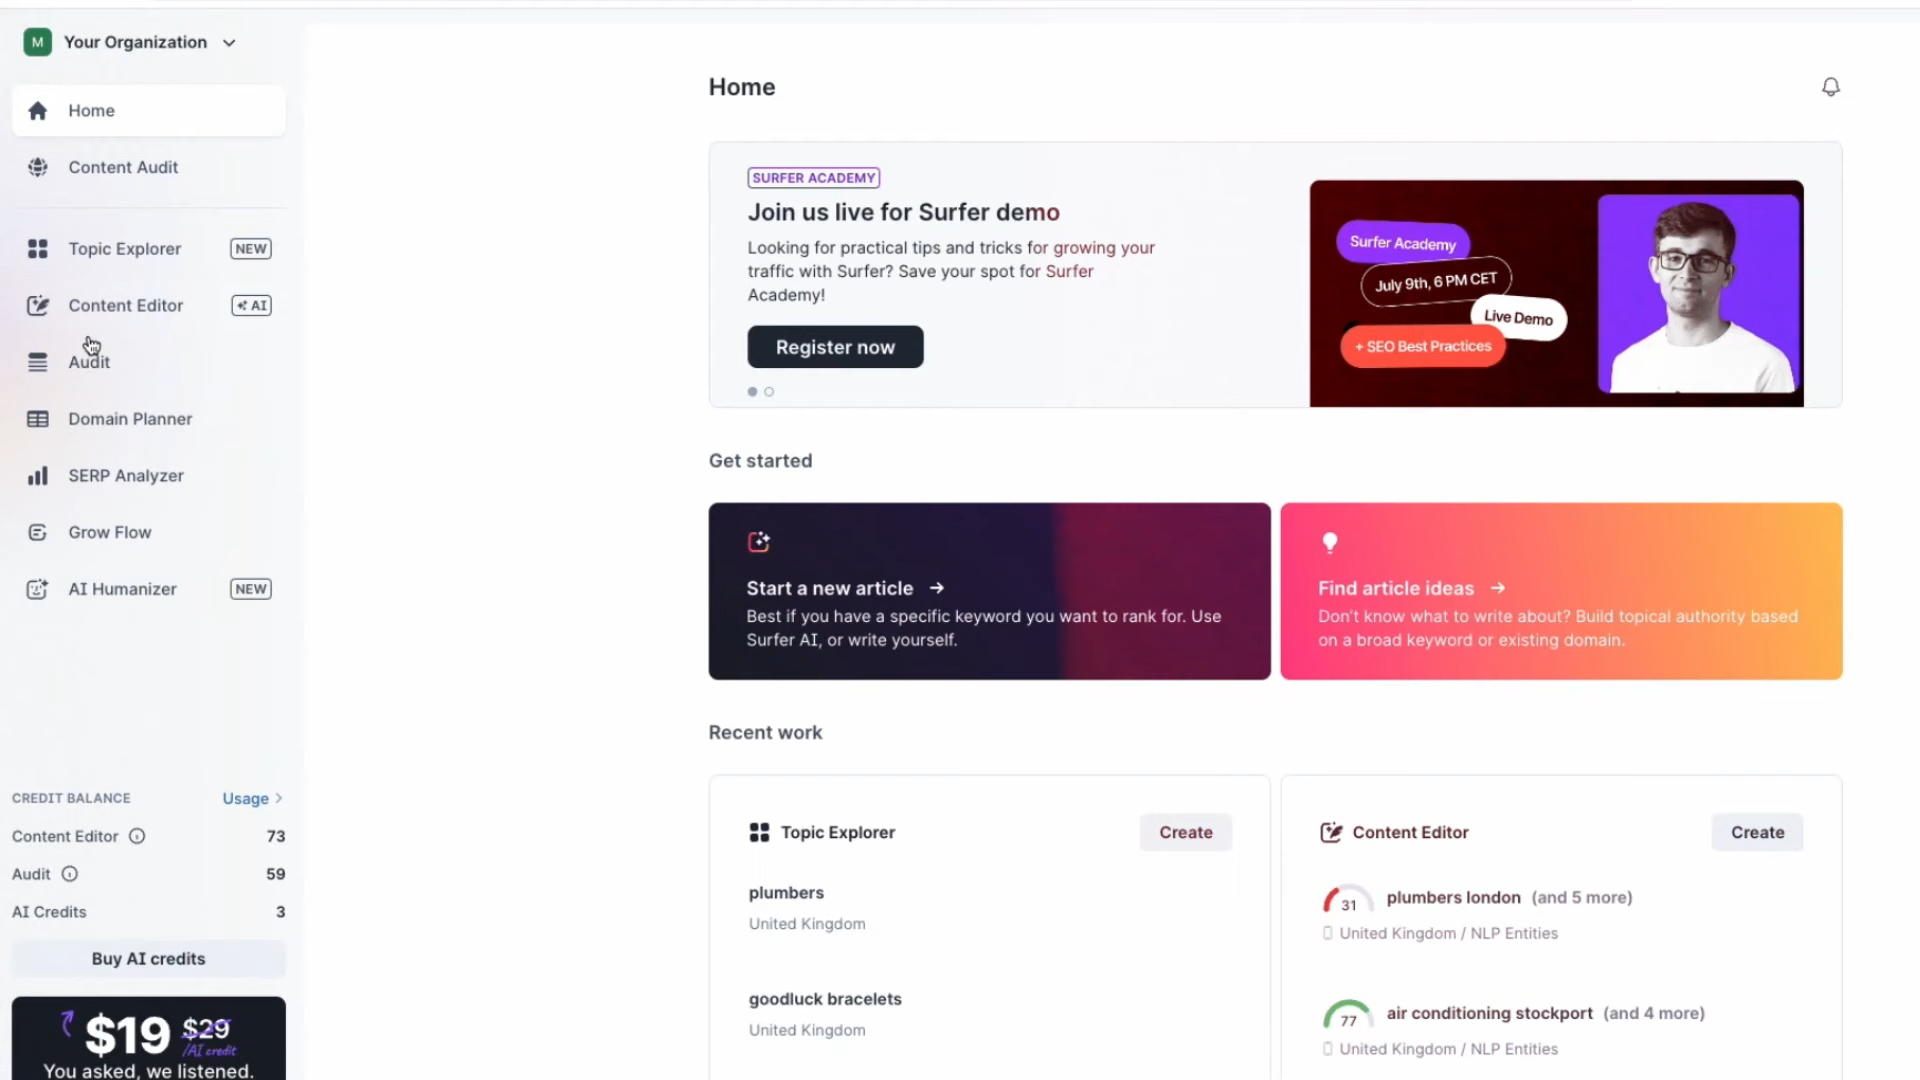 M Your Organization
Home
Content Audit
Topic Explorer NEW
Content Editor AI
Audit
Domain Planner
SERP Analyzer
Grow Flow
AI Humanizer NEW
CREDIT BALANCE Usage
Content Editor 73
Audit 59
AI Credits 3
Buy AI credits
$19 $29
/AI credit
You asked, we listened.
Home
SURFER ACADEMY
Join us live for Surfer demo
Looking for practical tips and tricks for growing your
traffic with Surfer? Save your spot for Surfer
Academy!
Register now
Surfer Academy
July 9th, 6 PM CET
Live Demo
+ SEO Best Practices
Get started
Start a new article →
Best if you have a specific keyword you want to rank for. Use
Surfer AI, or write yourself.
Find article ideas →
Don't know what to write about? Build topical authority based
on a broad keyword or existing domain.
Recent work
Topic Explorer Create
plumbers
United Kingdom
goodluck bracelets
United Kingdom
Content Editor Create
31 plumbers london (and 5 more)
United Kingdom / NLP Entities
77 air conditioning stockport (and 4 more)
United Kingdom / NLP Entities